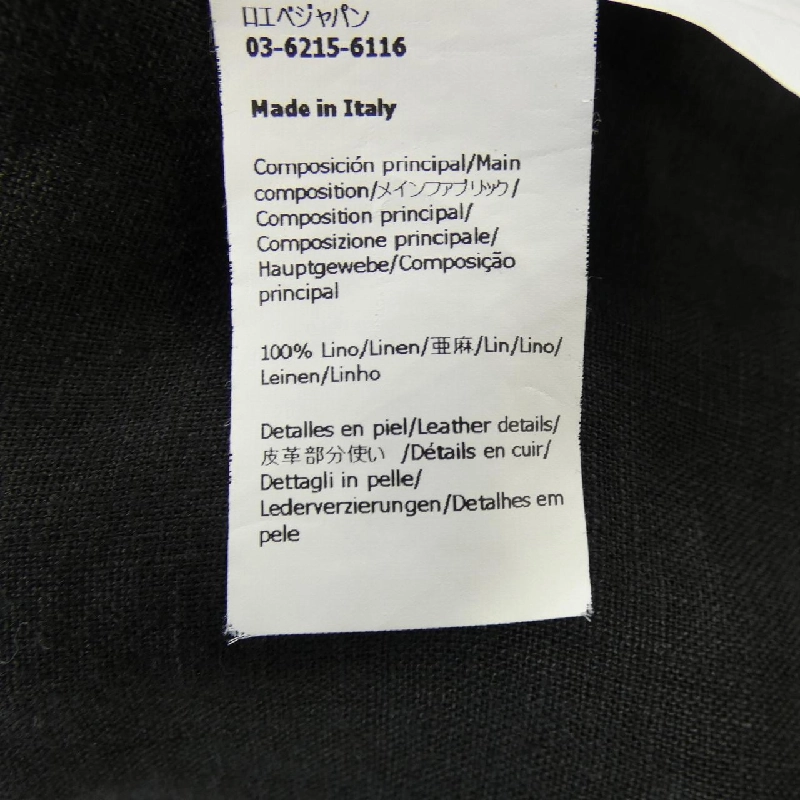 ロエベジャパン
03-6215-6116
Made in Italy
Composición principal/Main
composition/メインファブリック/
Composition principal/
Composizione principale/
Hauptgewebe/Composição
principal
100% Lino/Linen/亜麻/Lin/Lino/
Leinen/Linho
Detalles en piel/Leather details/
皮革部分使い /Détails en cuir/
Dettagli in pelle/
Lederverzierungen/Detalhes em
pele